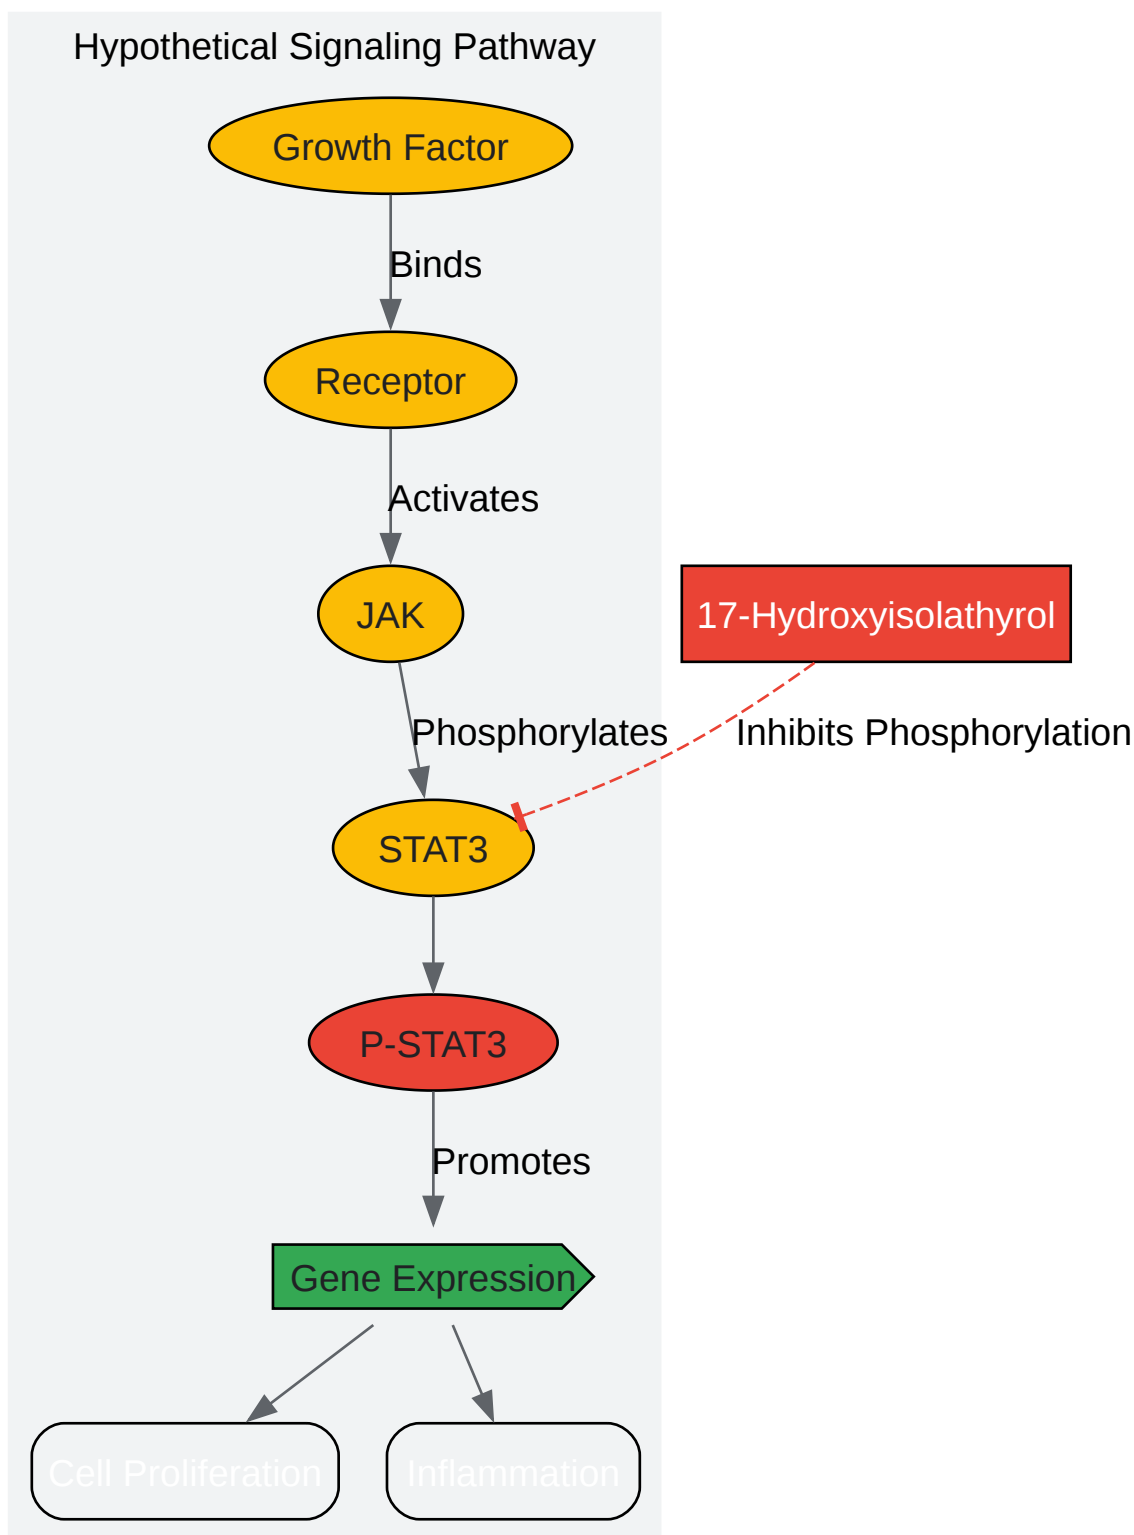 Hypothetical Signaling Pathway
Growth Factor
Binds
Receptor
Activates
JAK
17-Hydroxyisolathyrol
Phosphorylates
Inhibits Phosphorylation
STAT3
P-STAT3
Promotes
Gene Expression
Cell Proliferation
Inflammation